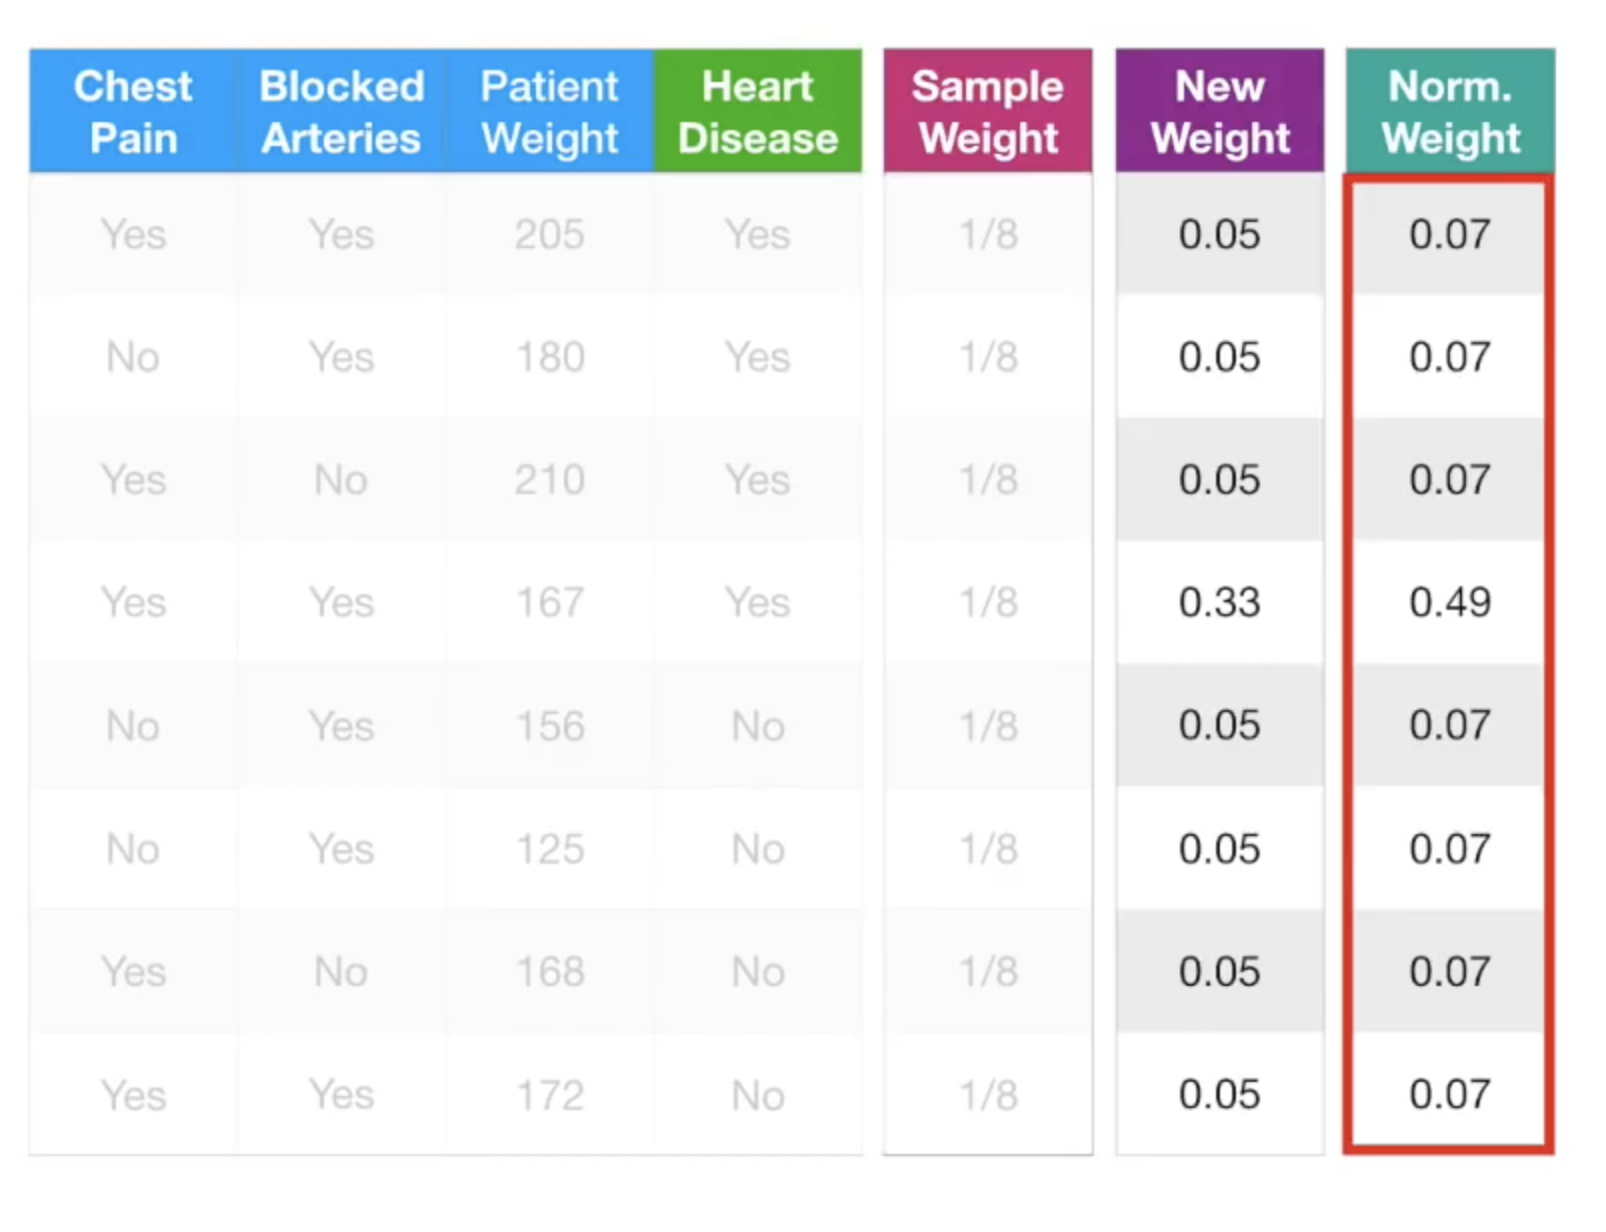 Chest Pain Blocked Arteries Patient Weight Heart Disease Sample Weight New Weight Norm. Weight
Yes Yes 205 Yes 1/8 0.05 0.07
No Yes 180 Yes 1/8 0.05 0.07
Yes No 210 Yes 1/8 0.05 0.07
Yes Yes 167 Yes 1/8 0.33 0.49
No Yes 156 No 1/8 0.05 0.07
No Yes 125 No 1/8 0.05 0.07
Yes No 168 No 1/8 0.05 0.07
Yes Yes 172 No 1/8 0.05 0.07